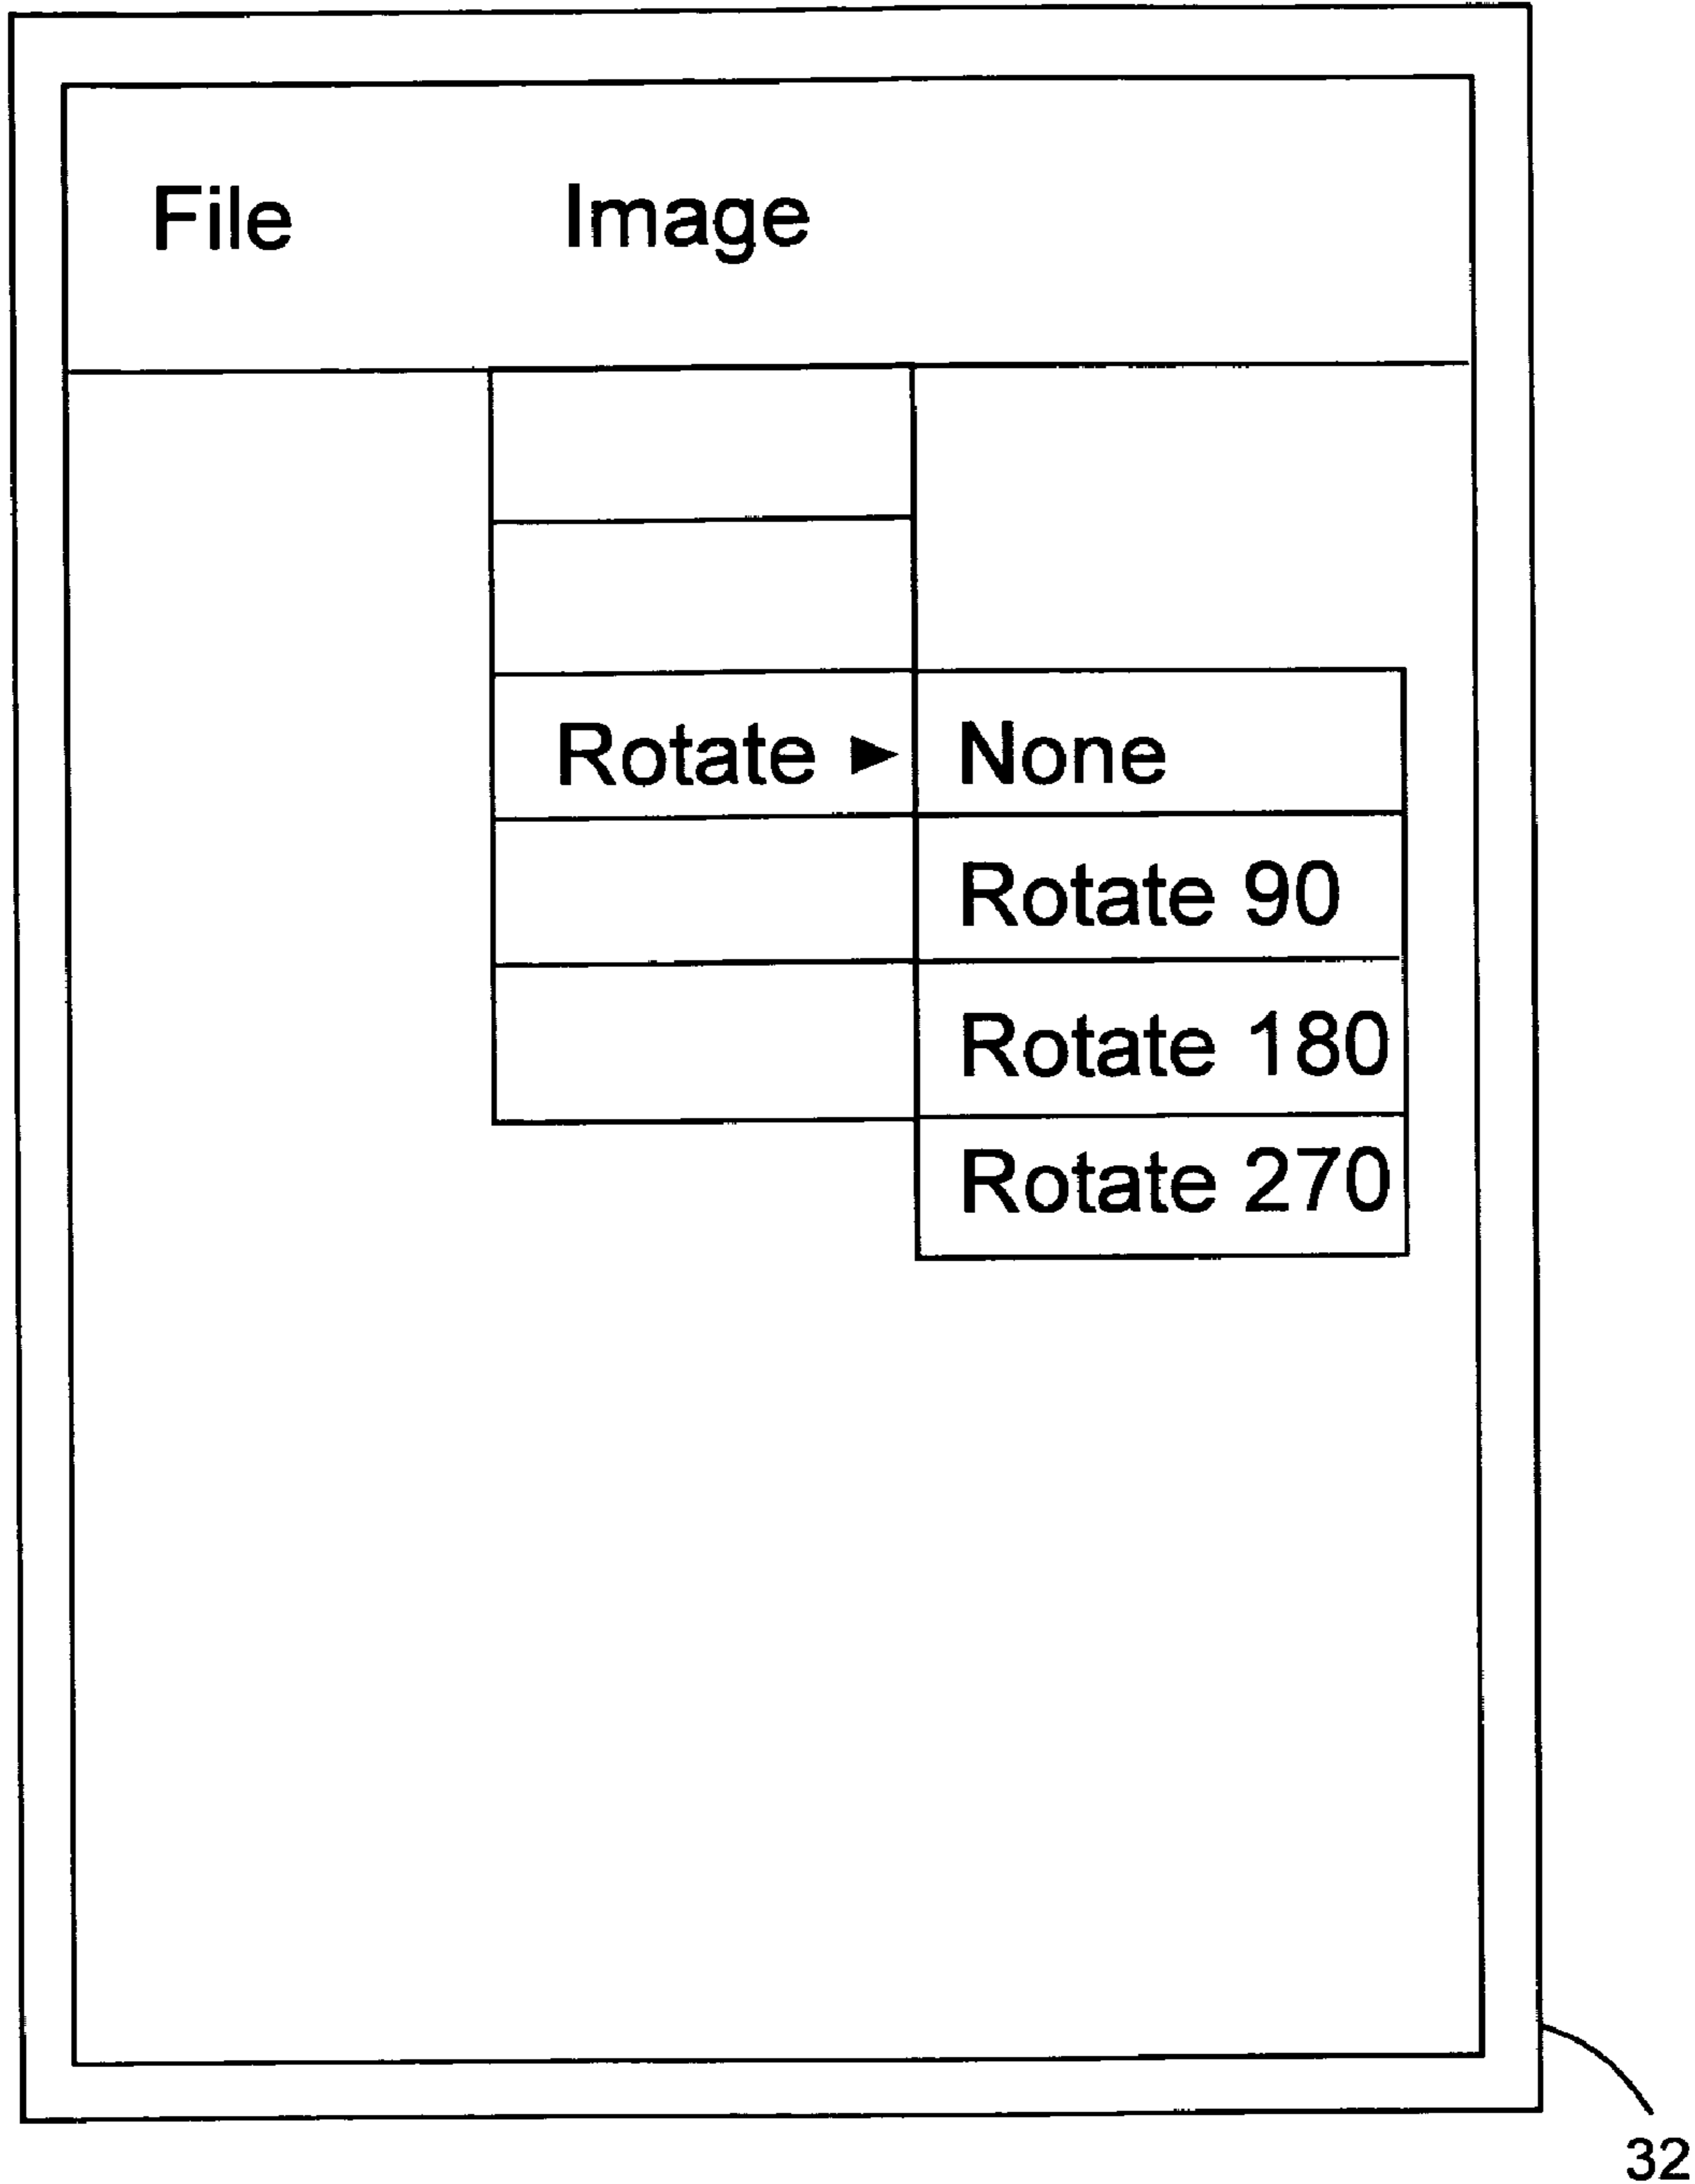 File Image
Rotate ► None
Rotate 90
Rotate 180
Rotate 270
32